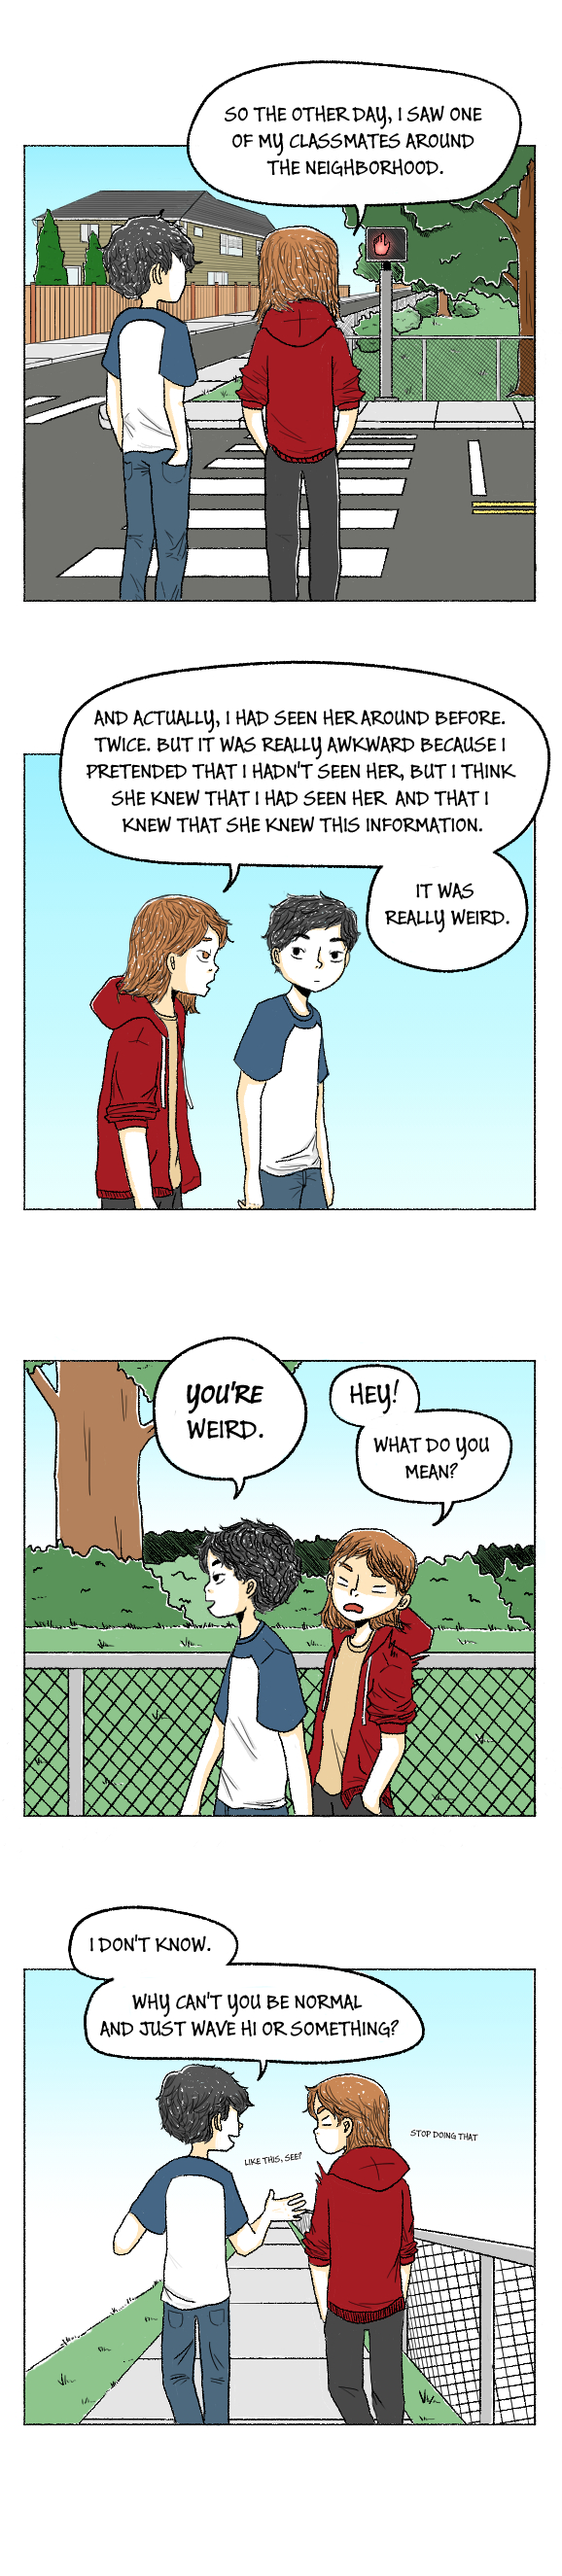 SO THE OTHER DAY, I SAW ONE
OF MY CLASSMATES AROUND
THE NEIGHBORHOOD.
AND ACTUALLY, I HAD SEEN HER AROUND BEFORE.
TWICE. BUT IT WAS REALLY AWKWARD BECAUSE I
PRETENDED THAT I HADN'T SEEN HER, BUT I THINK
SHE KNEW THAT I HAD SEEN HER AND THAT I
KNEW THAT SHE KNEW THIS INFORMATION.
IT WAS
REALLY WEIRD.
YOU'RE
WEIRD.
HEY!
WHAT DO YOU
MEAN?
I DON'T KNOW.
WHY CAN'T YOU BE NORMAL
AND JUST WAVE HI OR SOMETHING?
LIKE THIS, SEE?
STOP DOING THAT